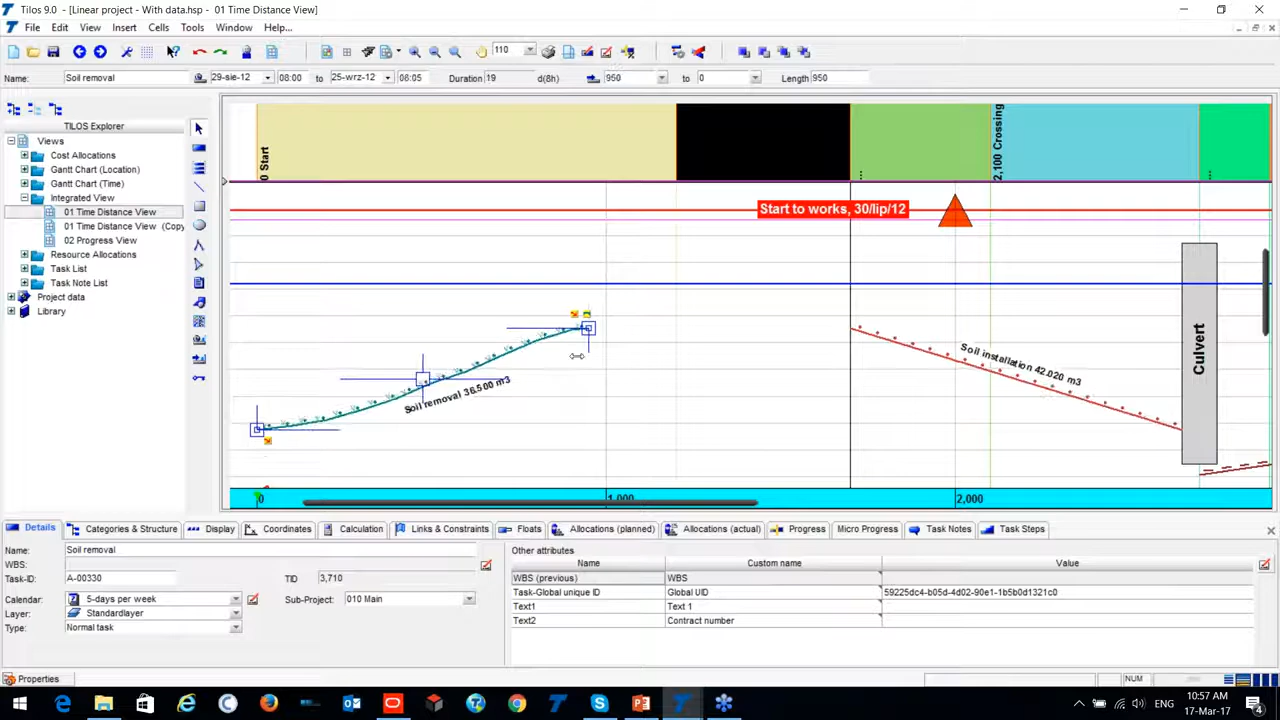 Tilos 9.0 - [Linear project - With data.hsp - 01 Time Distance View]
File Edit View Insert Cells Tools Window Help...
110
Name: Soil removal 29-sie-12 08:00 to 25-wrz-12 08:05 Duration 19 d(8h) 950 to 0 Length 950
TILOS Explorer
Views
Cost Allocations
Gantt Chart (Location)
Gantt Chart (Time)
Integrated View
01 Time Distance View
01 Time Distance View (Copy
02 Progress View
Resource Allocations
Task List
Task Note List
Project data
Library
0 Start
2,100 Crossing
Start to works, 30/lip/12
Soil removal 36.500 m3
Soil installation 42.020 m3
Culvert
0 1,000 2,000
Details Categories & Structure Display Coordinates Calculation Links & Constraints Floats Allocations (planned) Allocations (actual) Progress Micro Progress Task Notes Task Steps
Name: Soil removal
WBS:
Task-ID: A-00330 TID 3,710
Calendar: 5-days per week Sub-Project: 010 Main
Layer: Standardlayer
Type: Normal task
Other attributes
Name Custom name Value
WBS (previous) WBS
Task-Global unique ID Global UID 59225dc4-b05d-4d02-90e1-1b5b0d1321c0
Text1 Text 1
Text2 Contract number
Properties NUM
ENG 10:57 AM
17-Mar-17